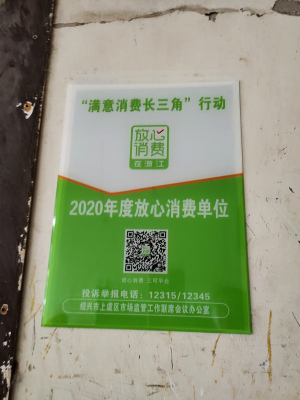 “满意消费长三角”行动
放心
消费
在浙江
2020年度放心消费单位
投诉举报电话：12315/12345
绍兴市上虞区市场监管工作联席会议办公室